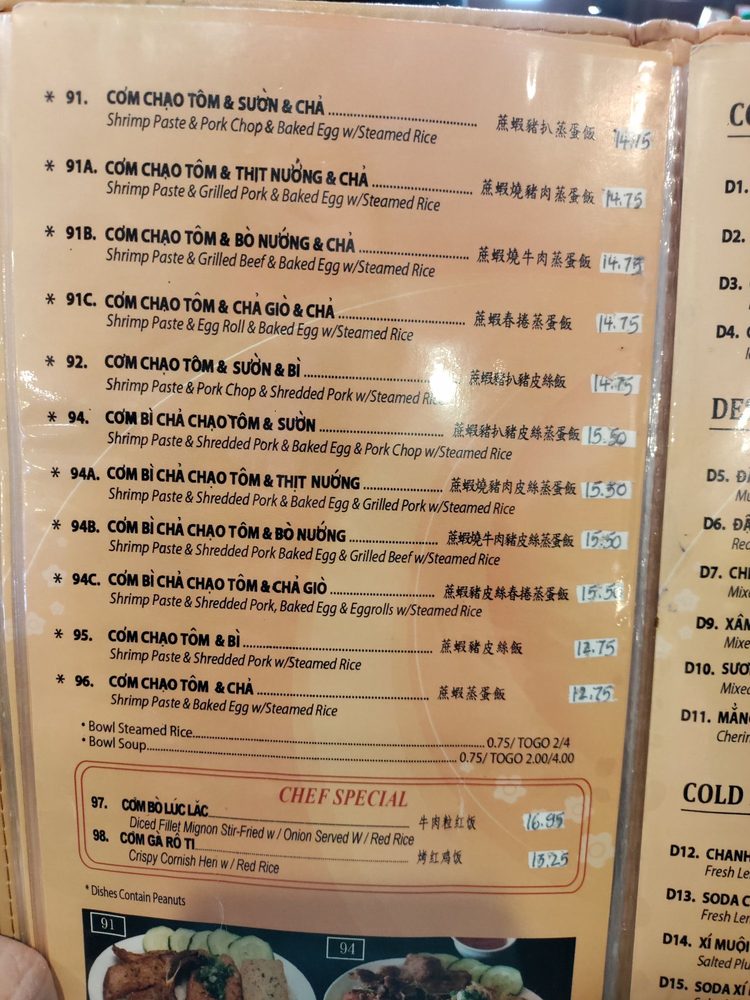 * 91. CƠM CHẠO TÔM & SƯỜN & CHẢ 蔗蝦豬扒蒸蛋飯 14.75
Shrimp Paste & Pork Chop & Baked Egg w/Steamed Rice
* 91A. CƠM CHẠO TÔM & THỊT NƯỚNG & CHẢ 蔗蝦燒豬肉蒸蛋飯 14.75
Shrimp Paste & Grilled Pork & Baked Egg w/Steamed Rice
* 91B. CƠM CHẠO TÔM & BÒ NƯỚNG & CHẢ 蔗蝦燒牛肉蒸蛋飯 14.75
Shrimp Paste & Grilled Beef & Baked Egg w/Steamed Rice
* 91C. CƠM CHẠO TÔM & CHẢ GIÒ & CHẢ 蔗蝦春捲蒸蛋飯 14.75
Shrimp Paste & Egg Roll & Baked Egg w/Steamed Rice
* 92. CƠM CHẠO TÔM & SƯỜN & BÌ 蔗蝦豬扒豬皮絲飯 14.75
Shrimp Paste & Pork Chop & Shredded Pork w/Steamed
* 94. CƠM BÌ CHẢ CHẠO TÔM & SƯỜN 蔗蝦豬扒豬皮絲蒸蛋飯 15.50
Shrimp Paste & Shredded Pork & Baked Egg & Pork Chop w/Steamed Rice
* 94A. CƠM BÌ CHẢ CHẠO TÔM & THỊT NƯỚNG 蔗蝦燒豬肉皮絲蒸蛋飯 15.50
Shrimp Paste & Shredded Pork & Baked Egg & Grilled Pork w/Steamed Rice
* 94B. CƠM BÌ CHẢ CHẠO TÔM & BÒ NƯỚNG 蔗蝦燒牛肉豬皮絲蒸蛋飯 15.50
Shrimp Paste & Shredded Pork Baked Egg & Grilled Beef w/Steamed Rice
* 94C. CƠM BÌ CHẢ CHẠO TÔM & CHẢ GIÒ 蔗蝦豬皮絲春捲蒸蛋飯 15.50
Shrimp Paste & Shredded Pork, Baked Egg & Eggrolls w/Steamed Rice
* 95. CƠM CHẠO TÔM & BÌ 蔗蝦豬皮絲飯 12.75
Shrimp Paste & Shredded Pork w/Steamed Rice
* 96. CƠM CHẠO TÔM & CHẢ 蔗蝦蒸蛋飯 12.75
Shrimp Paste & Baked Egg w/Steamed Rice
* Bowl Steamed Rice 0.75/ TOGO 2/4
* Bowl Soup 0.75/ TOGO 2.00/4.00
CHEF SPECIAL
97. CƠM BÒ LÚC LẮC 牛肉粒红饭 16.95
Diced Fillet Mignon Stir-Fried w / Onion Served W / Red Rice
98. CƠM GÀ RÔ TI 烤红鸡饭 13.25
Crispy Cornish Hen w / Red Rice
* Dishes Contain Peanuts
91
94
D1.
D2.
D3.
D4.
D5.
D6.
Red
D7.
D9. XÂM
D10.
Mixed
D11.
COLD
D12. CHANH
Fresh
D13. SODA
Fresh
D14. XÍ MUỘI
Salted
D15. SODA XÍ